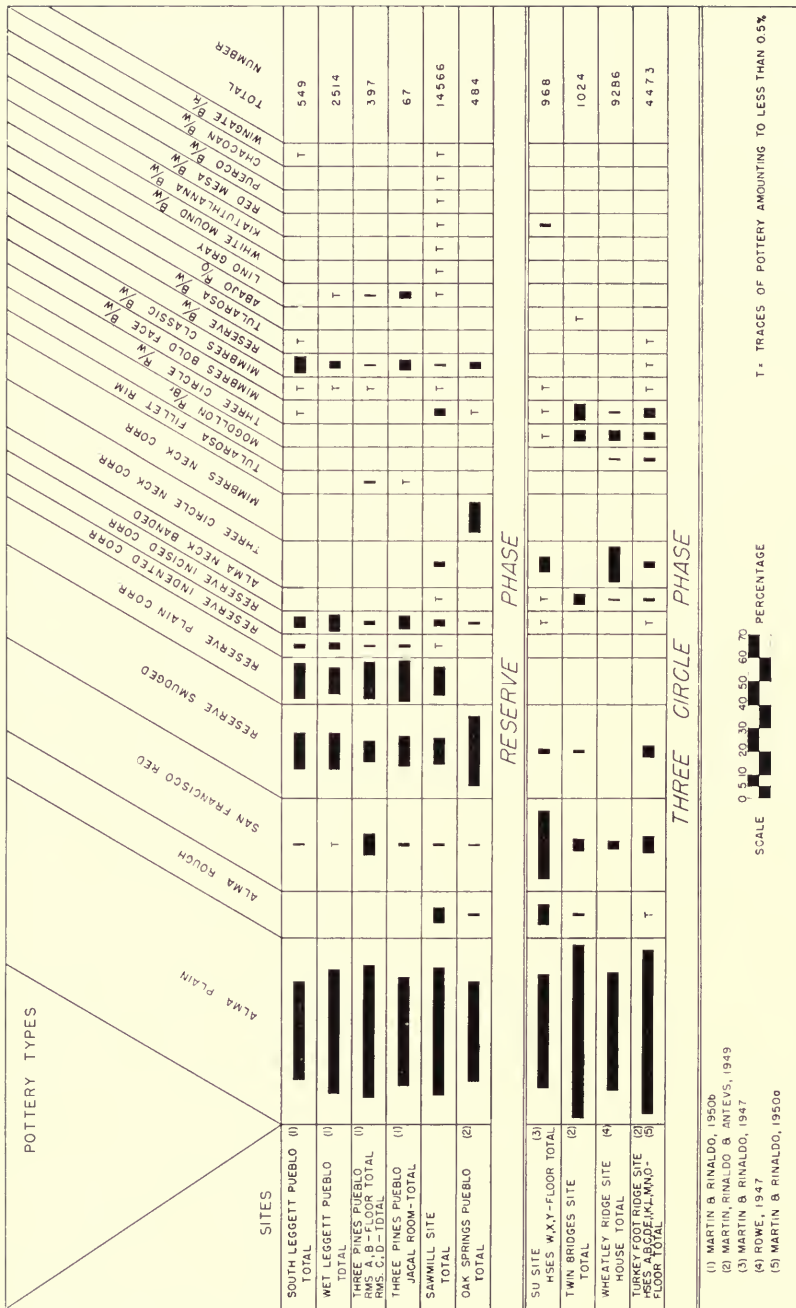 POTTERY TYPES
SITES
ALMA PLAIN
ALMA ROUGH
SAN FRANCISCO RED
RESERVE SMUDGED
RESERVE PLAIN CORR
RESERVE INDENTED CORR
RESERVE INCISED CORR
ALMA NECK BANDED
THREE CIRCLE NECK CORR
MIMBRES NECK CORR
TULAROSA FILLET RIM
MOGOLLON R/Br
THREE CIRCLE R/W
MIMBRES BOLD FACE B/W
MIMBRES CLASSIC B/W
RESERVE B/W
TULAROSA B/W
ABAJO R/O
LINO GRAY
WHITE MOUND B/W
KIATUTHLANNA B/W
RED MESA B/W
PUERCO B/W
CHACOAN B/W
WINGATE B/R
TOTAL NUMBER
SOUTH LEGGETT PUEBLO (1) TOTAL T T T 549
WET LEGGETT PUEBLO (1) TOTAL T T T 2514
THREE PINES PUEBLO (1) RMS A, B - FLOOR TOTAL RMS. C, D - TOTAL T 397
THREE PINES PUEBLO (1) JACAL ROOM - TOTAL T 67
SAWMILL SITE TOTAL T T T T T T T T T 14566
OAK SPRINGS PUEBLO (2) TOTAL T 484
RESERVE PHASE
SU SITE (3) HSES W,X,Y-FLOOR TOTAL T T T T T 968
TWIN BRIDGES SITE (2) TOTAL T 1024
WHEATLEY RIDGE SITE (4) HOUSE TOTAL 9286
TURKEY FOOT RIDGE SITE (2) HSES A,B,C,D,E,I,K,L,M,N,O- (5) FLOOR TOTAL T T T T T 4473
THREE CIRCLE PHASE
(1) MARTIN & RINALDO, 1950b
(2) MARTIN, RINALDO & ANTEVS, 1949
(3) MARTIN & RINALDO, 1947
(4) ROWE, 1947
(5) MARTIN & RINALDO, 1950a
SCALE 0 5 10 20 30 40 50 60 70 PERCENTAGE
T = TRACES OF POTTERY AMOUNTING TO LESS THAN 0.5%